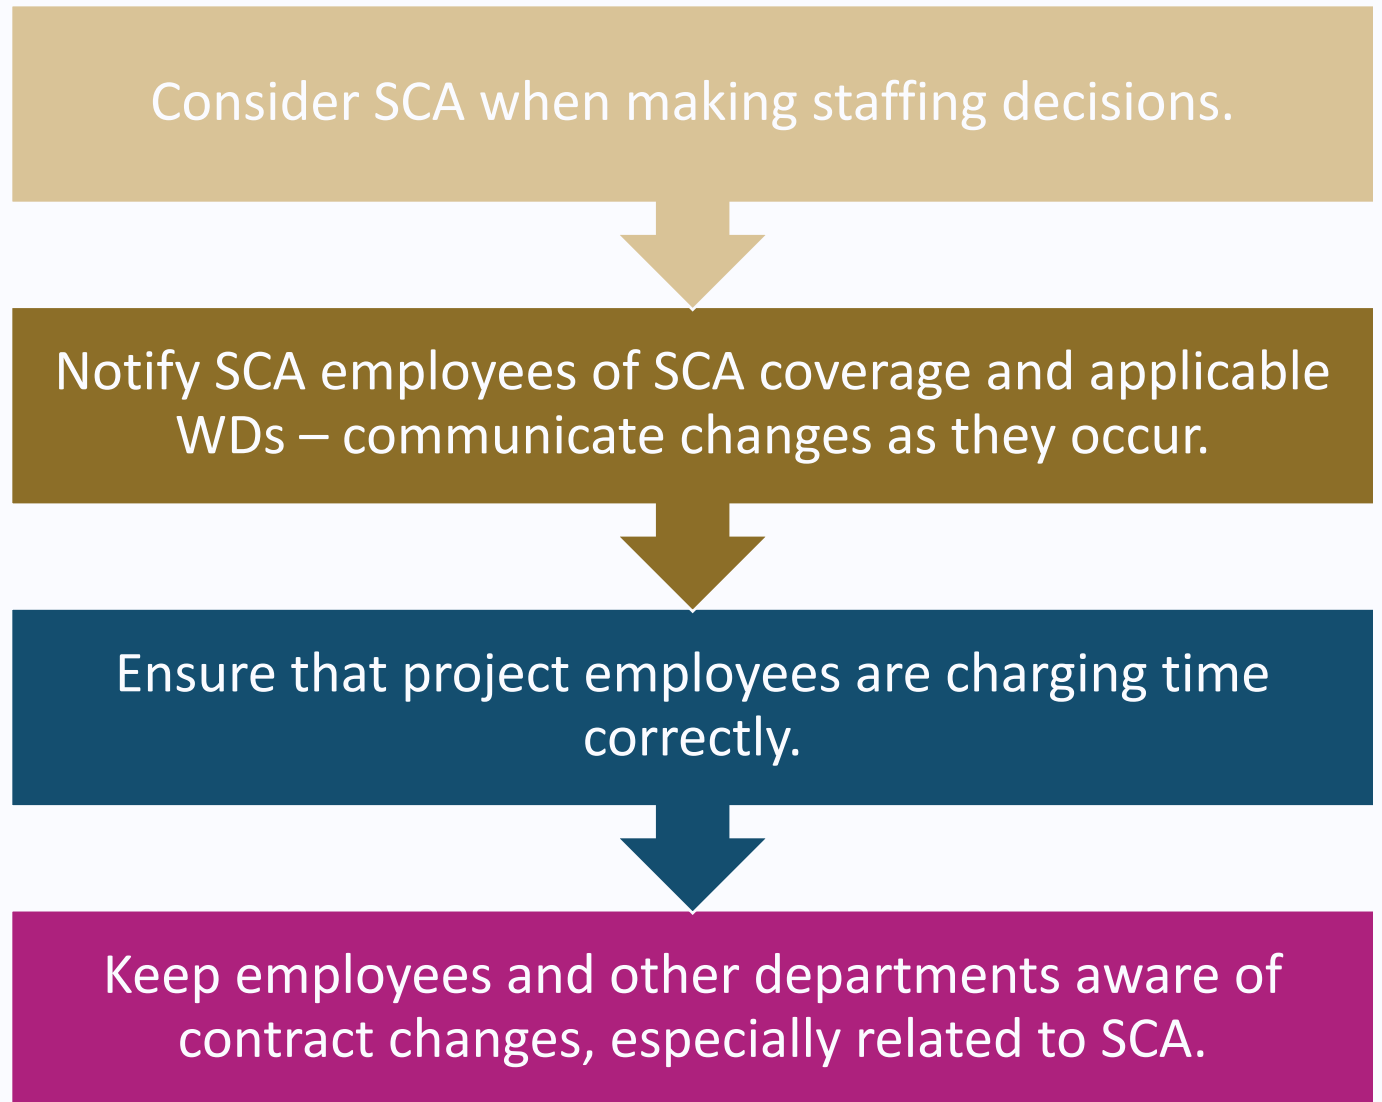 Consider SCA when making staffing decisions.
Notify SCA employees of SCA coverage and applicable
WDs – communicate changes as they occur.
Ensure that project employees are charging time
correctly.
Keep employees and other departments aware of
contract changes, especially related to SCA.